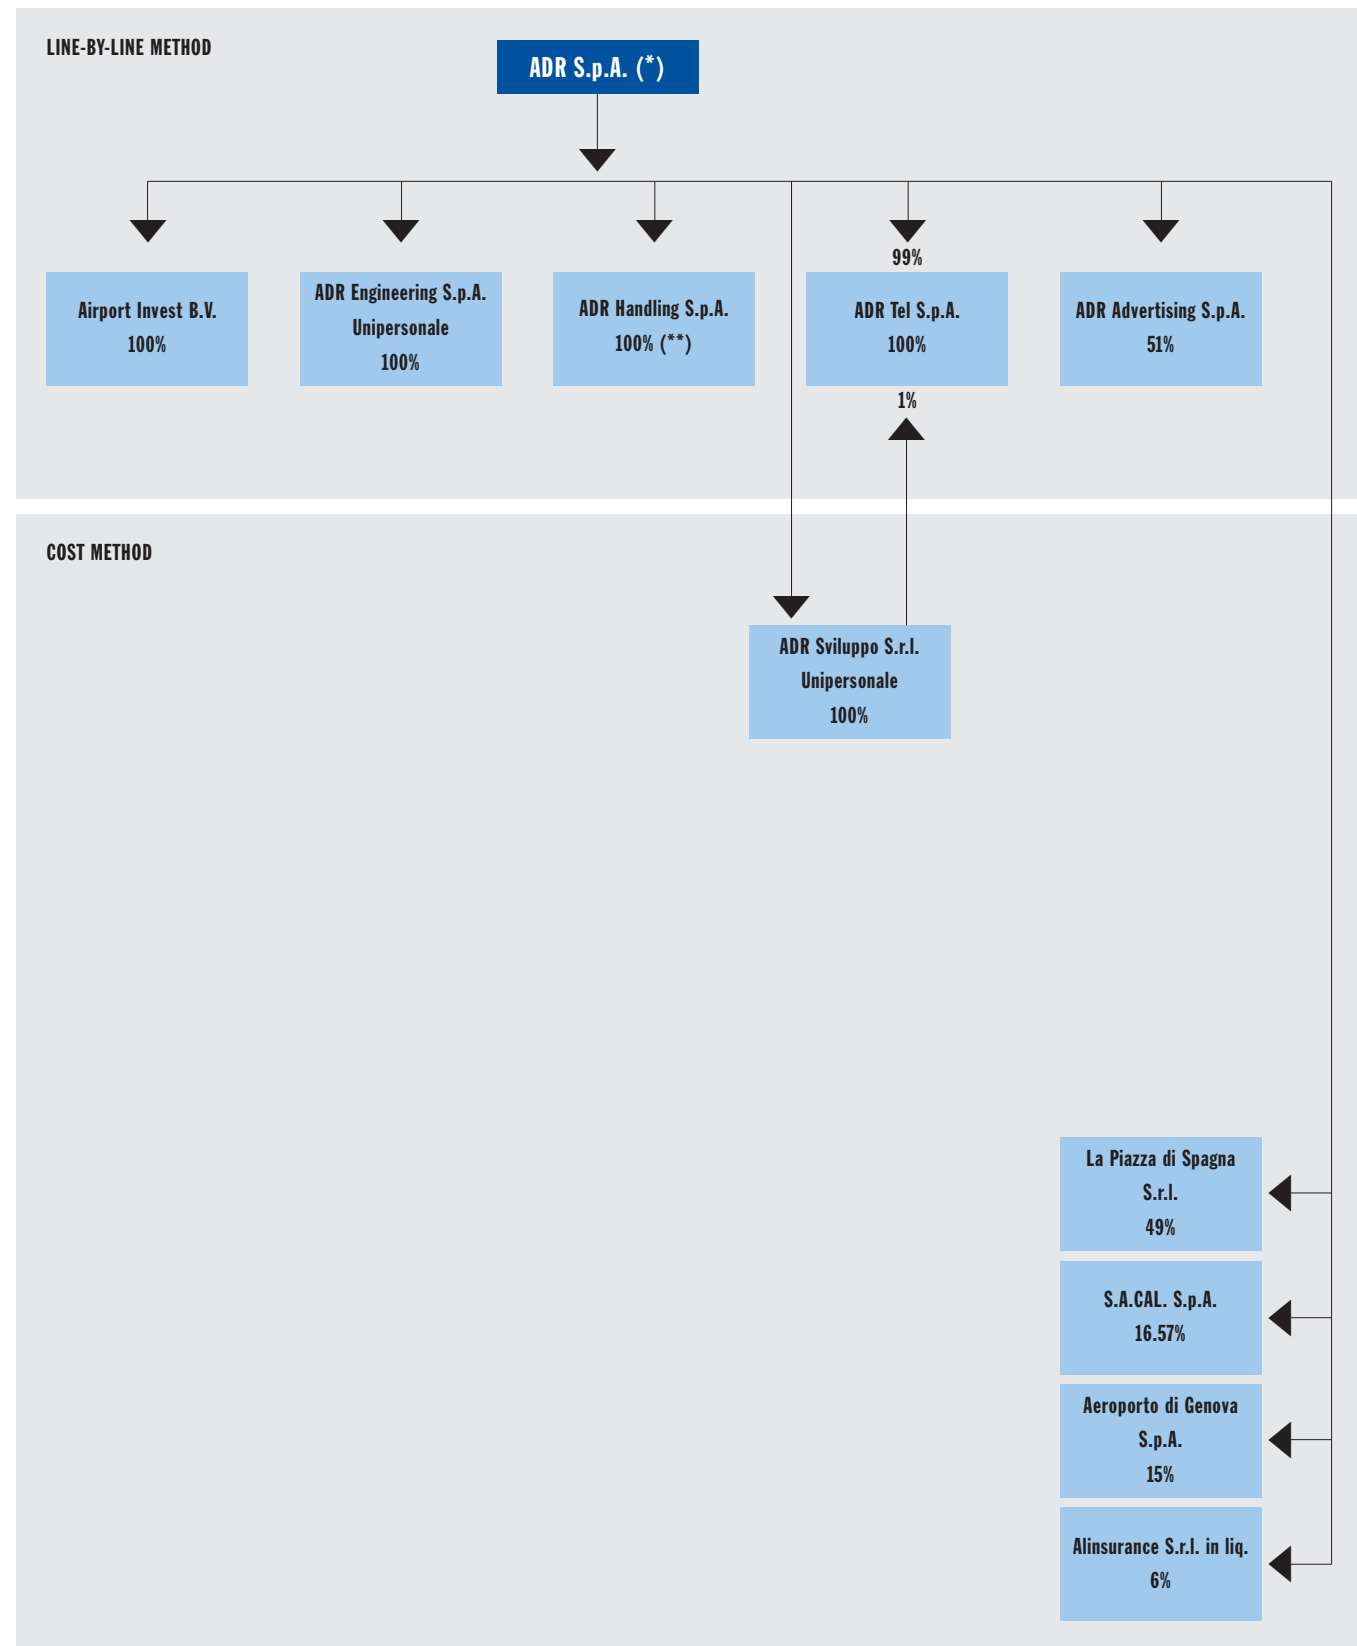 LINE-BY-LINE METHOD
ADR S.p.A. (*)
Airport Invest B.V.
100%
ADR Engineering S.p.A.
Unipersonale
100%
ADR Handling S.p.A.
100% (**)
99%
ADR Tel S.p.A.
100%
1%
ADR Advertising S.p.A.
51%
COST METHOD
ADR Sviluppo S.r.l.
Unipersonale
100%
La Piazza di Spagna
S.r.l.
49%
S.A.CAL. S.p.A.
16.57%
Aeroporto di Genova
S.p.A.
15%
Alinsurance S.r.l. in liq.
6%